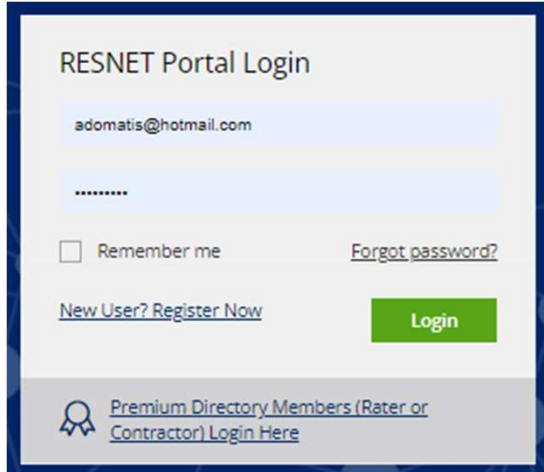 RESNET Portal Login
adomatis@hotmail.com
•••••••••
Remember me Forgot password?
New User? Register Now Login
Premium Directory Members (Rater or
Contractor) Login Here